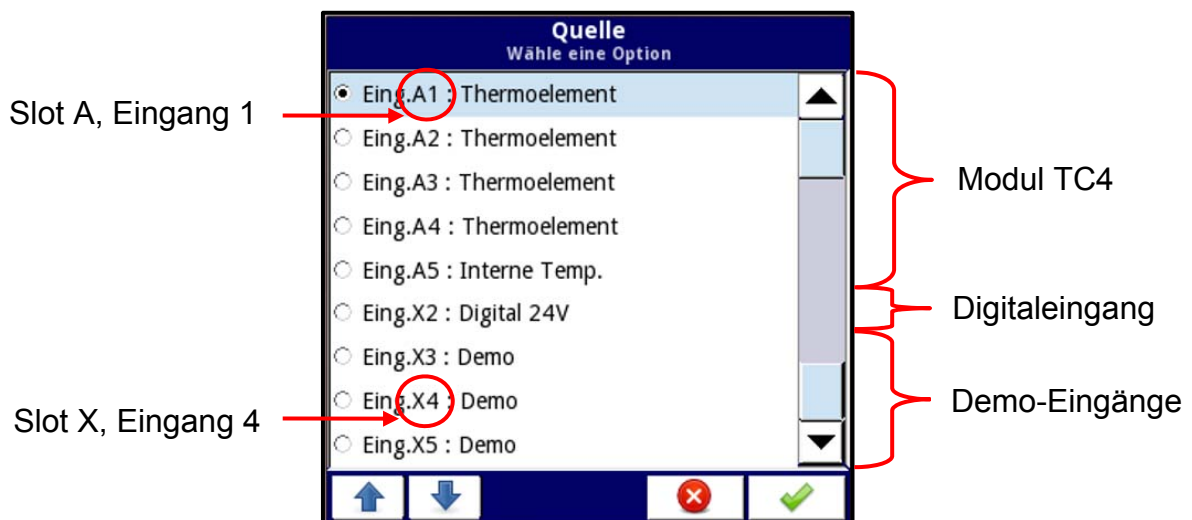 Quelle
Wähle eine Option
Eing.A1 : Thermoelement
Eing.A2 : Thermoelement
Eing.A3 : Thermoelement
Eing.A4 : Thermoelement
Eing.A5 : Interne Temp.
Eing.X2 : Digital 24V
Eing.X3 : Demo
Eing.X4 : Demo
Eing.X5 : Demo
Slot A, Eingang 1
Slot X, Eingang 4
Modul TC4
Digitaleingang
Demo-Eingänge